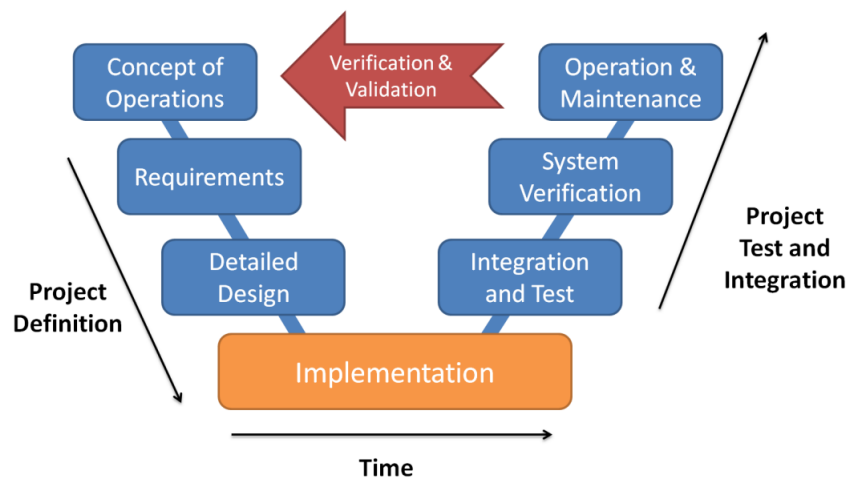 Concept of
Operations
Verification &
Validation
Operation &
Maintenance
Requirements
System
Verification
Project
Test and
Integration
Detailed
Design
Integration
and Test
Project
Definition
Implementation
Time